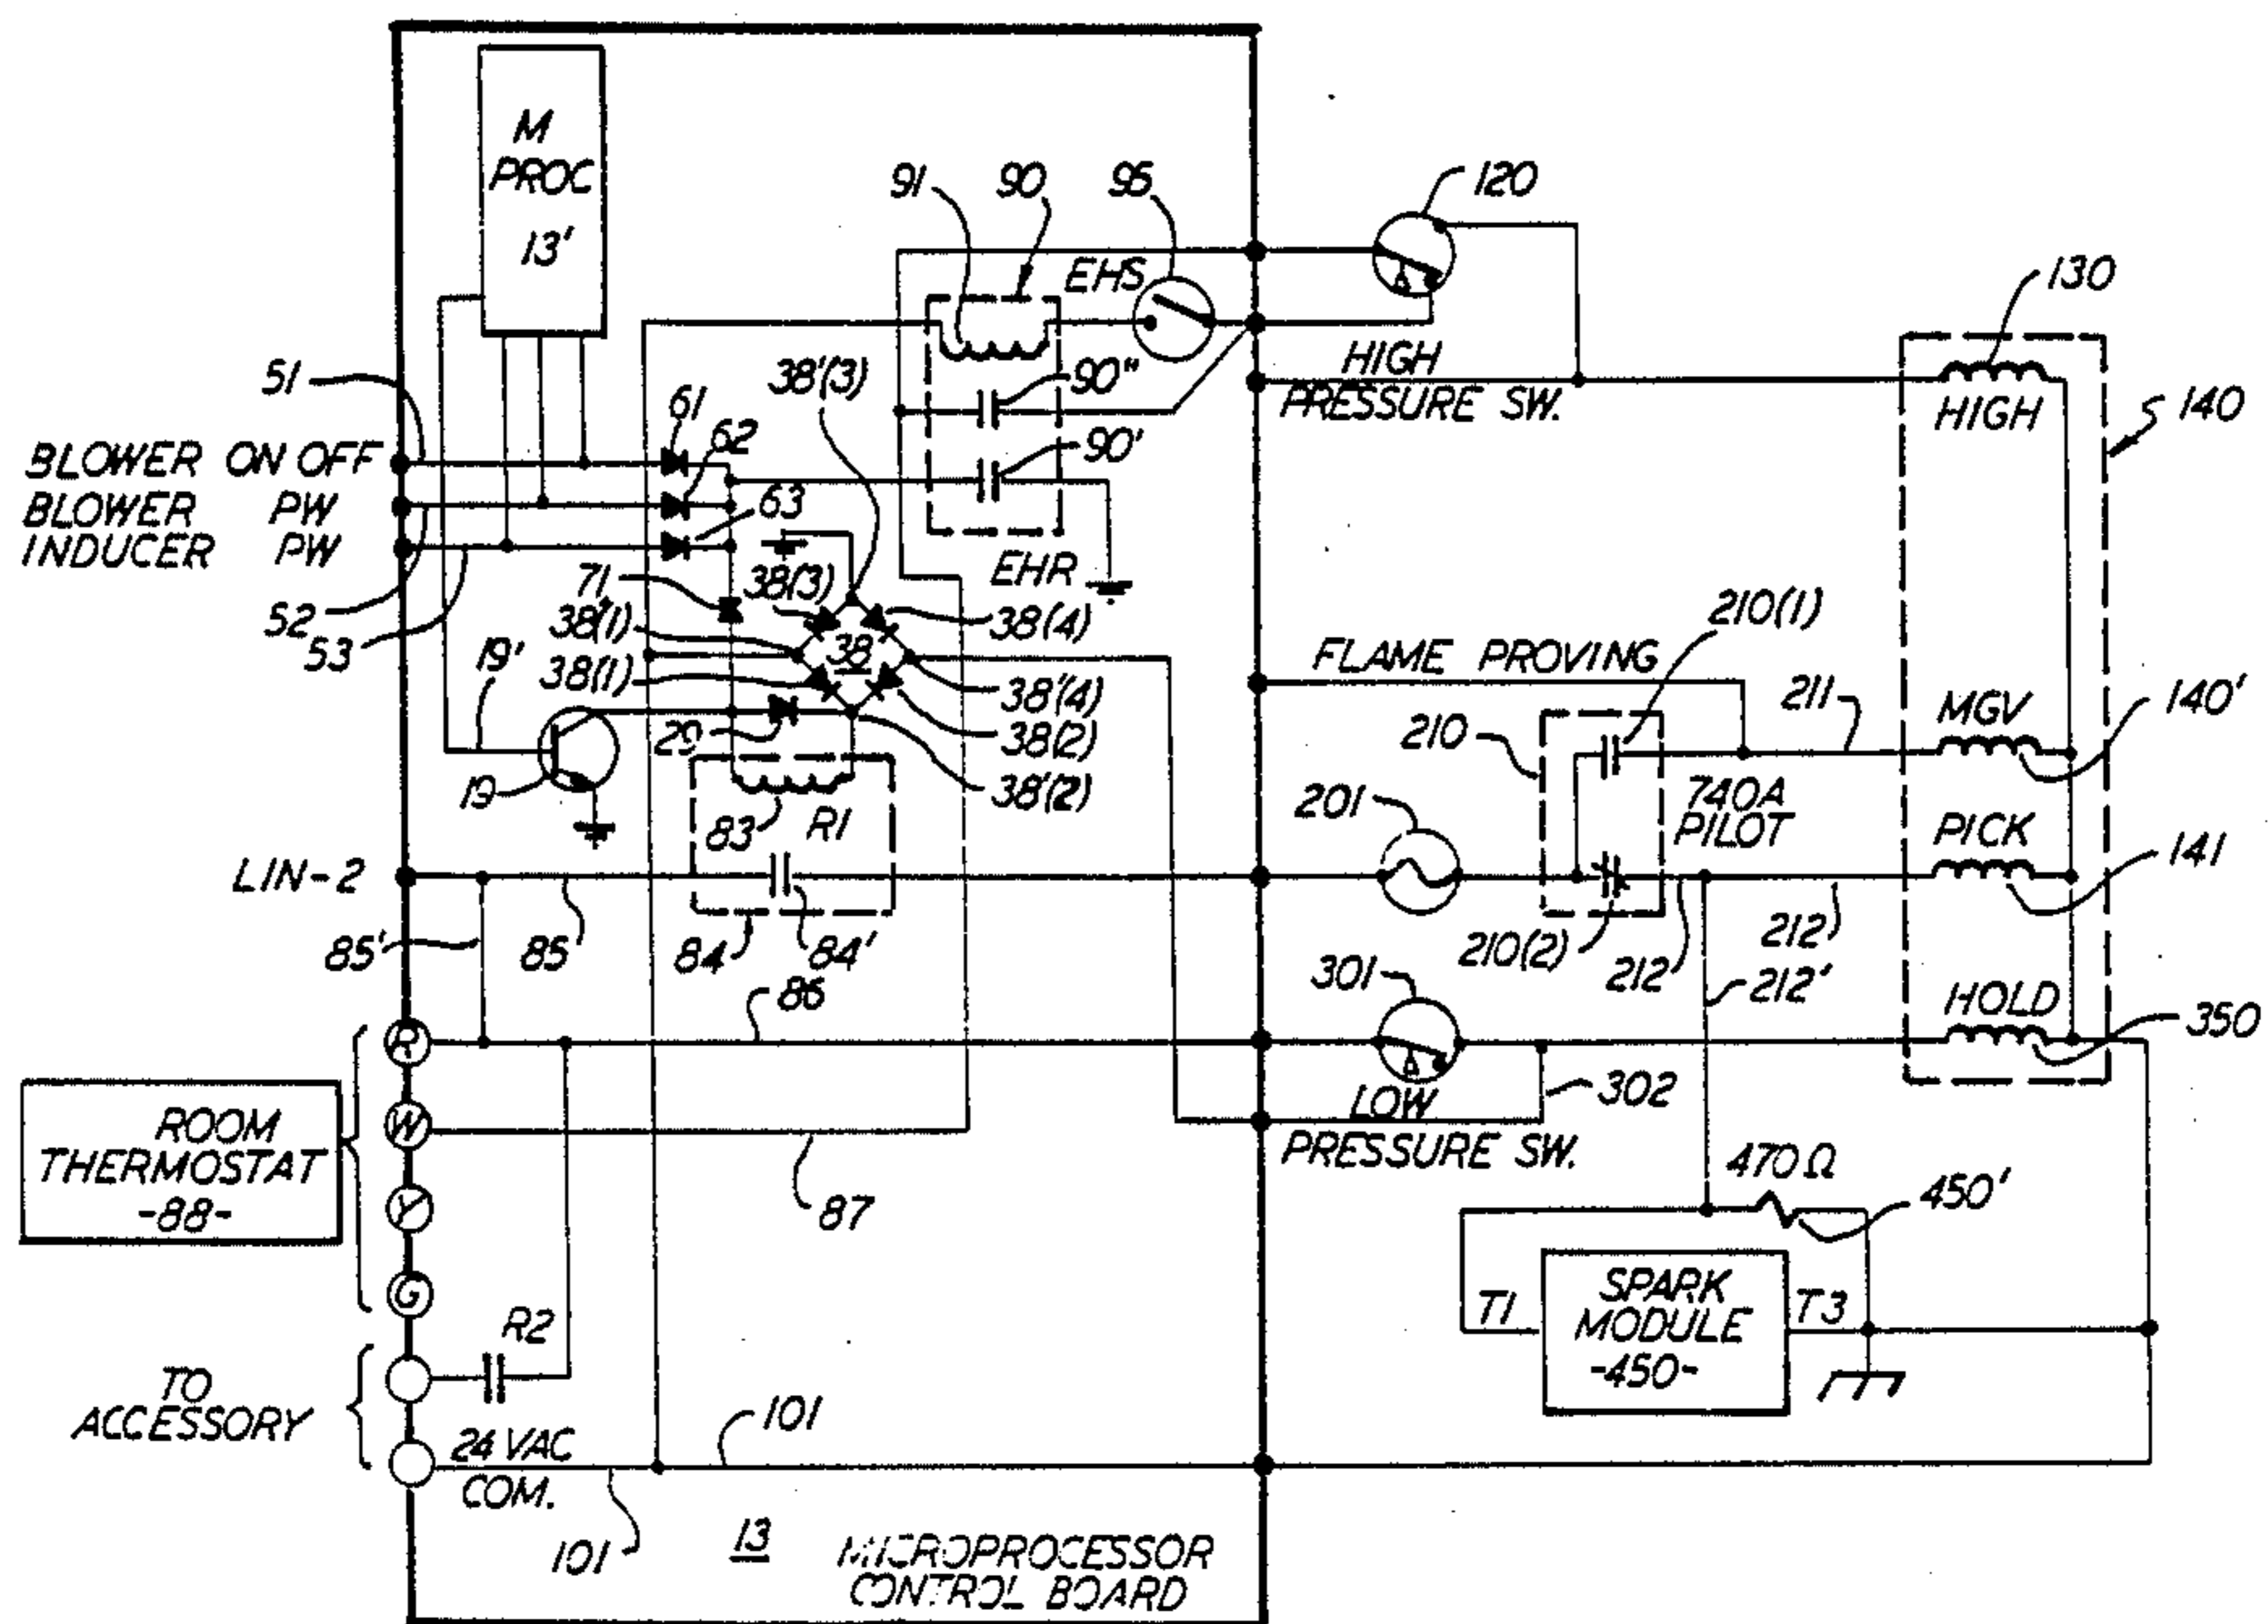 M
PROC
13'
91
90
95
120
EHS
130
38'(3)
90"
HIGH
PRESSURE SW.
HIGH
140
51
61
62
BLOWER ON OFF
BLOWER PW
INDUCER PW
63
90'
EHR
71
38(3)
38(4)
210(1)
52
53
38'(1)
38
FLAME PROVING
19'
38(1)
38'(4)
211
MGV
140'
29
38(2)
210
19
38'(2)
740A
PILOT
83
R1
201
PICK
141
LIN-2
85'
85
84
84'
210(2)
212
212
86
301
212'
HOLD
350
R
LOW
PRESSURE SW.
302
ROOM
THERMOSTAT
-88-
W
470Ω
450'
87
Y
G
T1
SPARK
MODULE
-450-
T3
R2
TO
ACCESSORY
24 VAC
COM.
101
101
13
MICROPROCESSOR
CONTROL BOARD